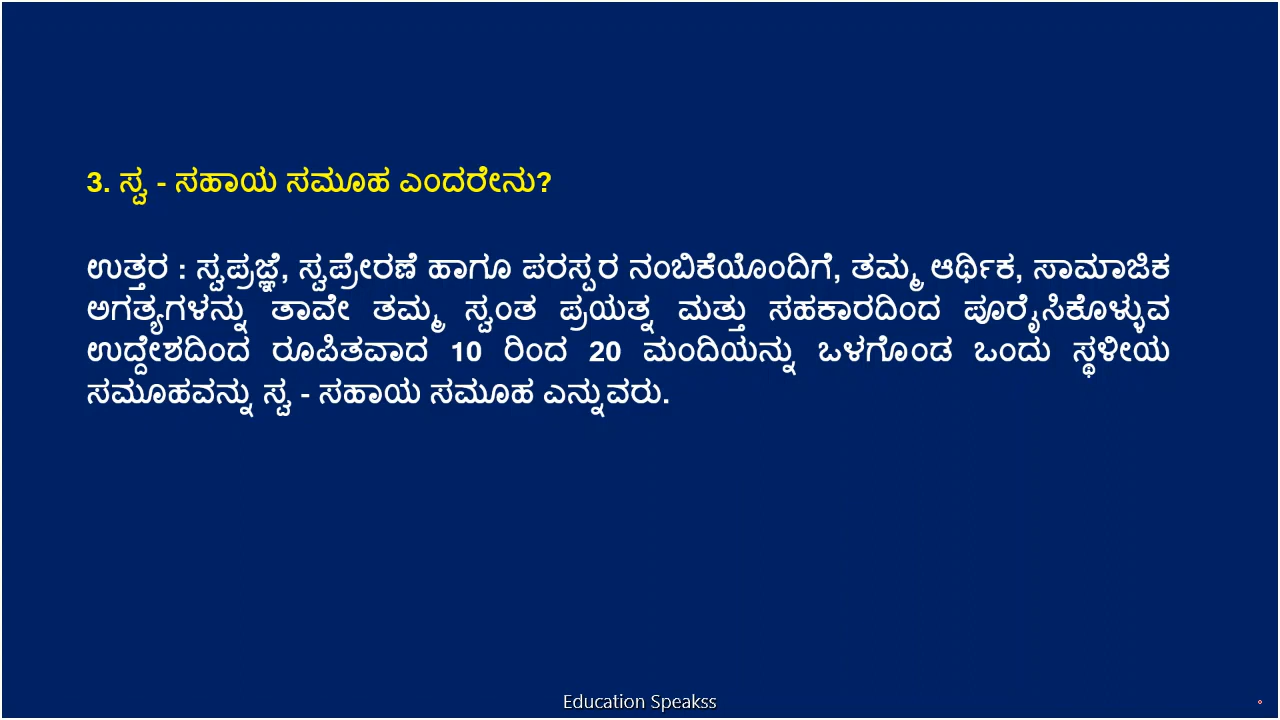 3. ಸ್ವ - ಸಹಾಯ ಸಮೂಹ ಎಂದರೇನು?
ಉತ್ತರ : ಸ್ವಪ್ರಜ್ಞೆ, ಸ್ವಪ್ರೇರಣೆ ಹಾಗೂ ಪರಸ್ಪರ ನಂಬಿಕೆಯೊಂದಿಗೆ, ತಮ್ಮ ಆರ್ಥಿಕ, ಸಾಮಾಜಿಕ
ಅಗತ್ಯಗಳನ್ನು ತಾವೇ ತಮ್ಮ ಸ್ವಂತ ಪ್ರಯತ್ನ ಮತ್ತು ಸಹಕಾರದಿಂದ ಪೂರೈಸಿಕೊಳ್ಳುವ
ಉದ್ದೇಶದಿಂದ ರೂಪಿತವಾದ 10 ರಿಂದ 20 ಮಂದಿಯನ್ನು ಒಳಗೊಂಡ ಒಂದು ಸ್ಥಳೀಯ
ಸಮೂಹವನ್ನು ಸ್ವ - ಸಹಾಯ ಸಮೂಹ ಎನ್ನುವರು.
Education Speakss